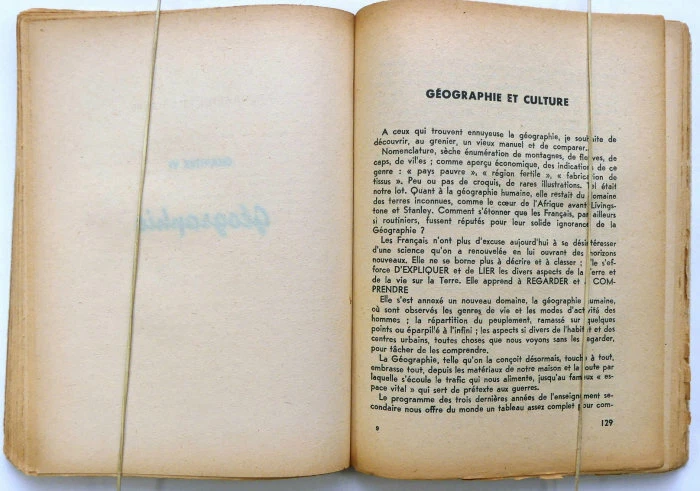 CHAPITRE VI
Géographie
GÉOGRAPHIE ET CULTURE
A ceux qui trouvent ennuyeuse la géographie, je souhaite de
découvrir, au grenier, un vieux manuel et de comparer.
Nomenclature, sèche énumération de montagnes, de fleuves, de
caps, de vil'es ; comme aperçu économique, des indications de ce
genre : « pays pauvre », « région fertile », « fabrication de
tissus ». Peu ou pas de croquis, de rares illustrations. Tel était
notre lot. Quant à la géographie humaine, elle restait du domaine
des terres inconnues, comme le cœur de l'Afrique avant Livings-
tone et Stanley. Comment s'étonner que les Français, par ailleurs
si routiniers, fussent réputés pour leur solide ignorance de la
Géographie ?
Les Français n'ont plus d'excuse aujourd'hui à se désintéresser
d'une science qu'on a renouvelée en lui ouvrant des horizons
nouveaux. Elle ne se borne plus à décrire et à classer : Elle s'ef-
force D'EXPLIQUER et de LIER les divers aspects de la Terre et
de la vie sur la Terre. Elle apprend à REGARDER et à COM-
PRENDRE
Elle s'est annexé un nouveau domaine, la géographie humaine,
où sont observés les genres de vie et les modes d'activité des
hommes ; la répartition du peuplement, ramassé sur quelques
points ou éparpil'é à l'infini ; les aspects si divers de l'habitat et des
centres urbains, toutes choses que nous voyons sans les regarder,
pour tâcher de les comprendre.
La Géographie, telle qu'on la conçoit désormais, touche à tout,
embrasse tout, depuis les matériaux de notre maison et la route par
laquelle s'écoule le trafic qui nous alimente, jusqu'au fameux « es-
pace vital » qui sert de prétexte aux guerres.
Le programme des trois dernières années de l'enseignement se-
condaire nous offre du monde un tableau assex complet pour com-
9
129